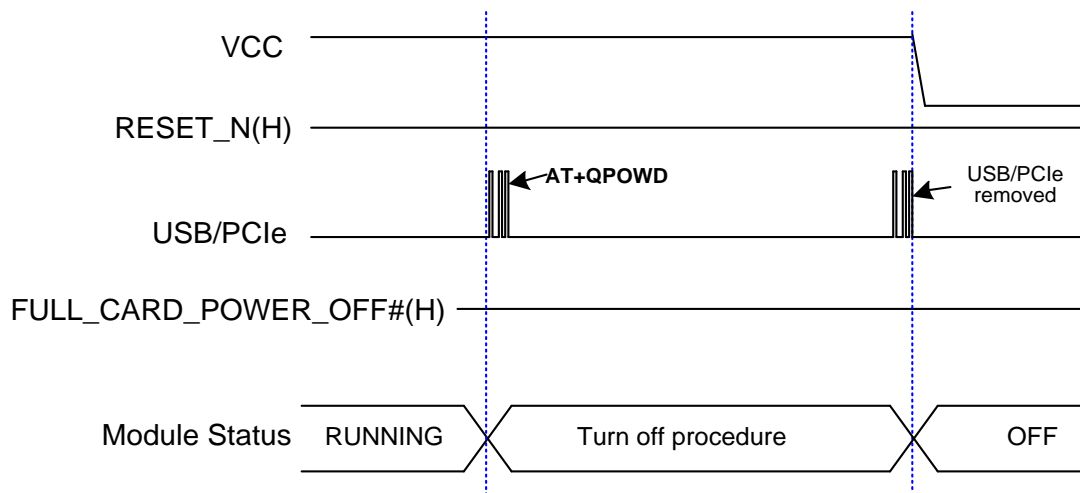 VCC
RESET_N(H)
AT+QPOWD
USB/PCIe
removed
USB/PCIe
FULL_CARD_POWER_OFF#(H)
Module Status
RUNNING
Turn off procedure
OFF